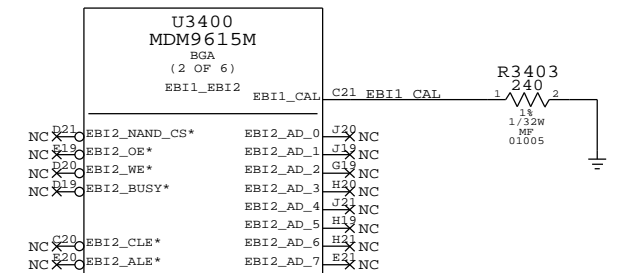 U3400
MDM9615M
BGA
(2 OF 6)
EBI1_EBI2
EBI1_CAL C21 EBI1_CAL
R3403
240
1 2
1%
1/32W
MF
01005
NC D21 EBI2_NAND_CS* EBI2_AD_0 J20 NC
NC E19 EBI2_OE* EBI2_AD_1 J19 NC
NC D20 EBI2_WE* EBI2_AD_2 G19 NC
NC D19 EBI2_BUSY* EBI2_AD_3 H20 NC
EBI2_AD_4 J21 NC
EBI2_AD_5 H19 NC
NC C20 EBI2_CLE* EBI2_AD_6 H21 NC
NC E20 EBI2_ALE* EBI2_AD_7 E21 NC